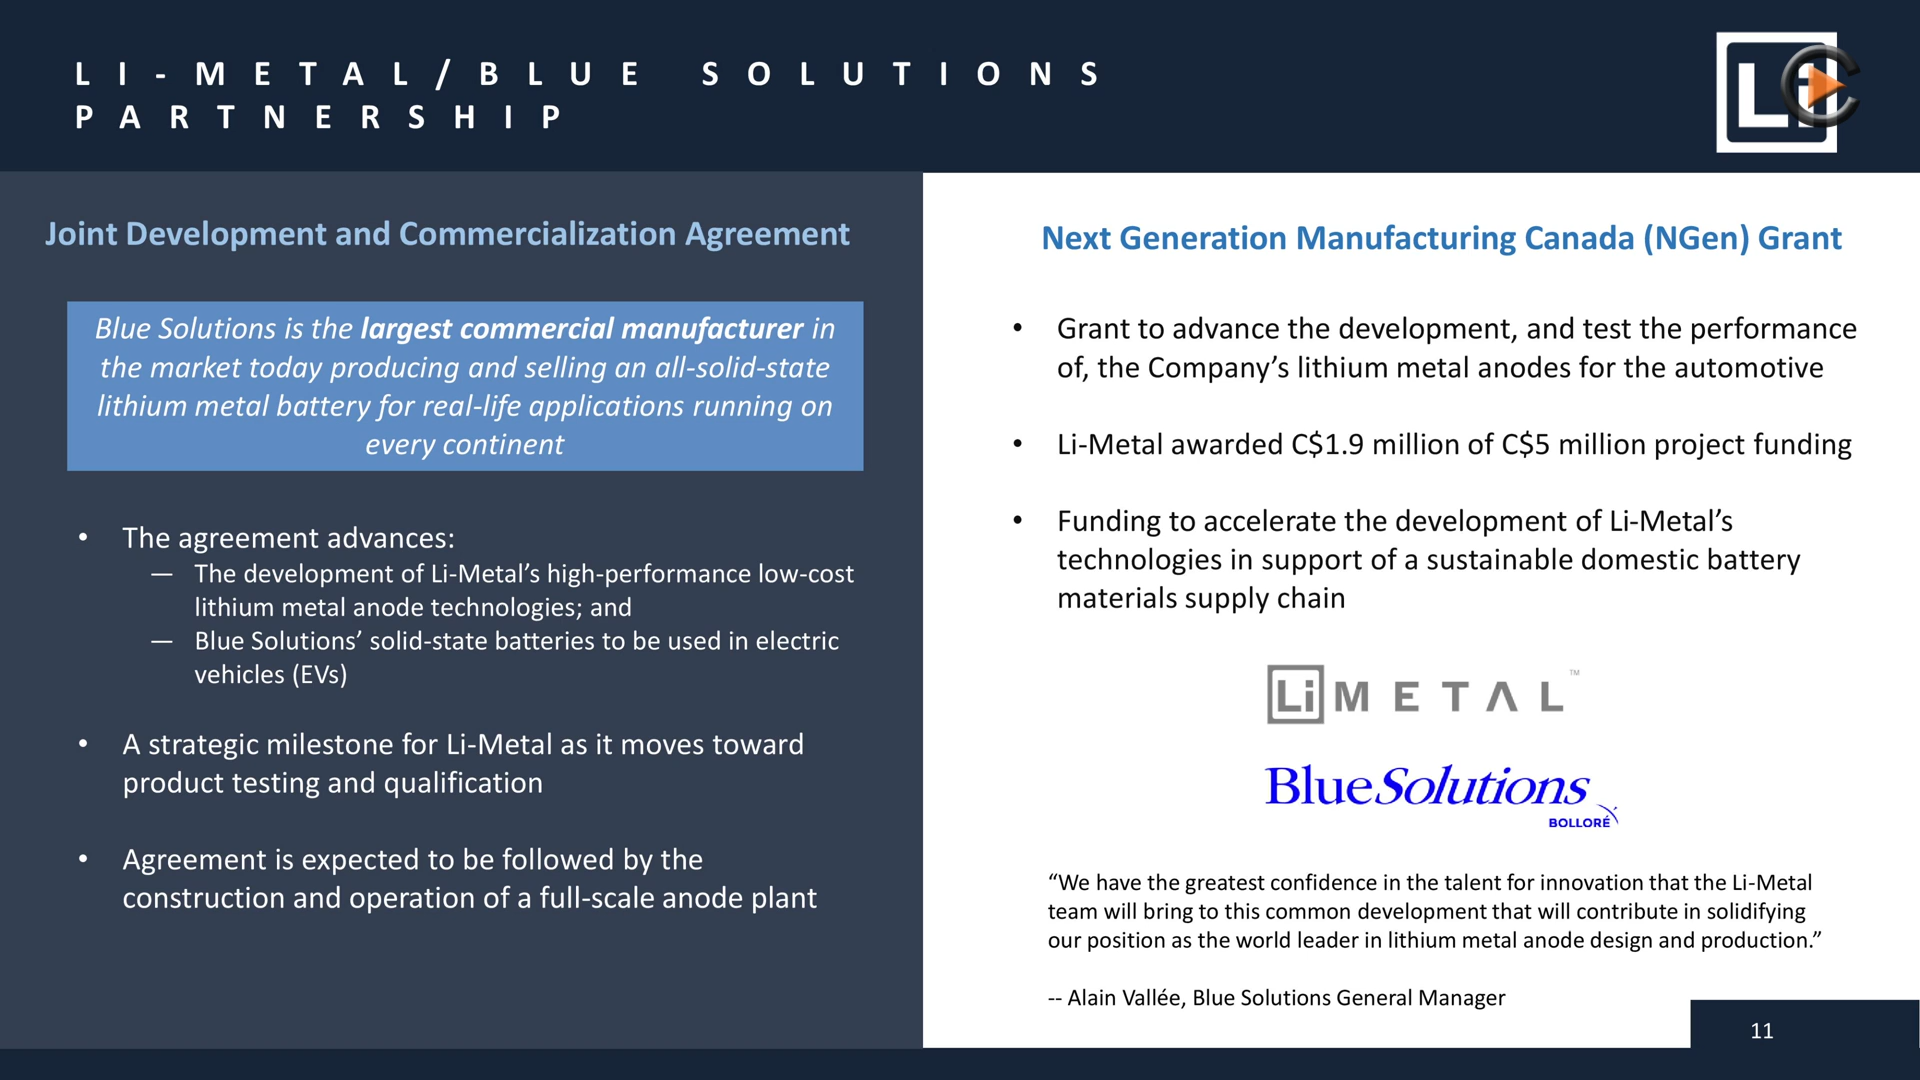 LI-METAL/BLUE SOLUTIONS
PARTNERSHIP
Li
Joint Development and Commercialization Agreement
Blue Solutions is the largest commercial manufacturer in
the market today producing and selling an all-solid-state
lithium metal battery for real-life applications running on
every continent
• The agreement advances:
— The development of Li-Metal’s high-performance low-cost
lithium metal anode technologies; and
— Blue Solutions’ solid-state batteries to be used in electric
vehicles (EVs)
• A strategic milestone for Li-Metal as it moves toward
product testing and qualification
• Agreement is expected to be followed by the
construction and operation of a full-scale anode plant
Next Generation Manufacturing Canada (NGen) Grant
• Grant to advance the development, and test the performance
of, the Company’s lithium metal anodes for the automotive
• Li-Metal awarded C$1.9 million of C$5 million project funding
• Funding to accelerate the development of Li-Metal’s
technologies in support of a sustainable domestic battery
materials supply chain
Li METAL™
BlueSolutions
BOLLORÉ
“We have the greatest confidence in the talent for innovation that the Li-Metal
team will bring to this common development that will contribute in solidifying
our position as the world leader in lithium metal anode design and production.”
-- Alain Vallée, Blue Solutions General Manager
11